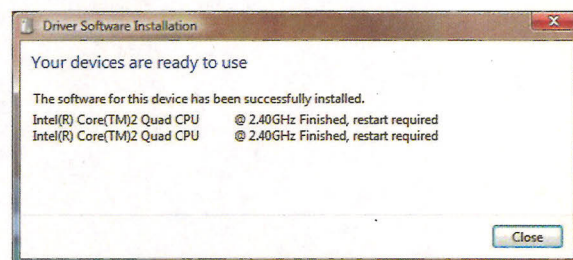 Driver Software Installation
Your devices are ready to use
The software for this device has been successfully installed.
Intel(R) Core(TM)2 Quad CPU @ 2.40GHz Finished, restart required
Intel(R) Core(TM)2 Quad CPU @ 2.40GHz Finished, restart required
Close